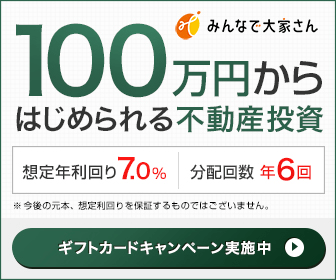 みんなで大家さん
100万円から
はじめられる不動産投資
想定年利回り7.0% 分配回数 年6回
※ 今後の元本、想定利回りを保証するものではございません。
ギフトカードキャンペーン実施中